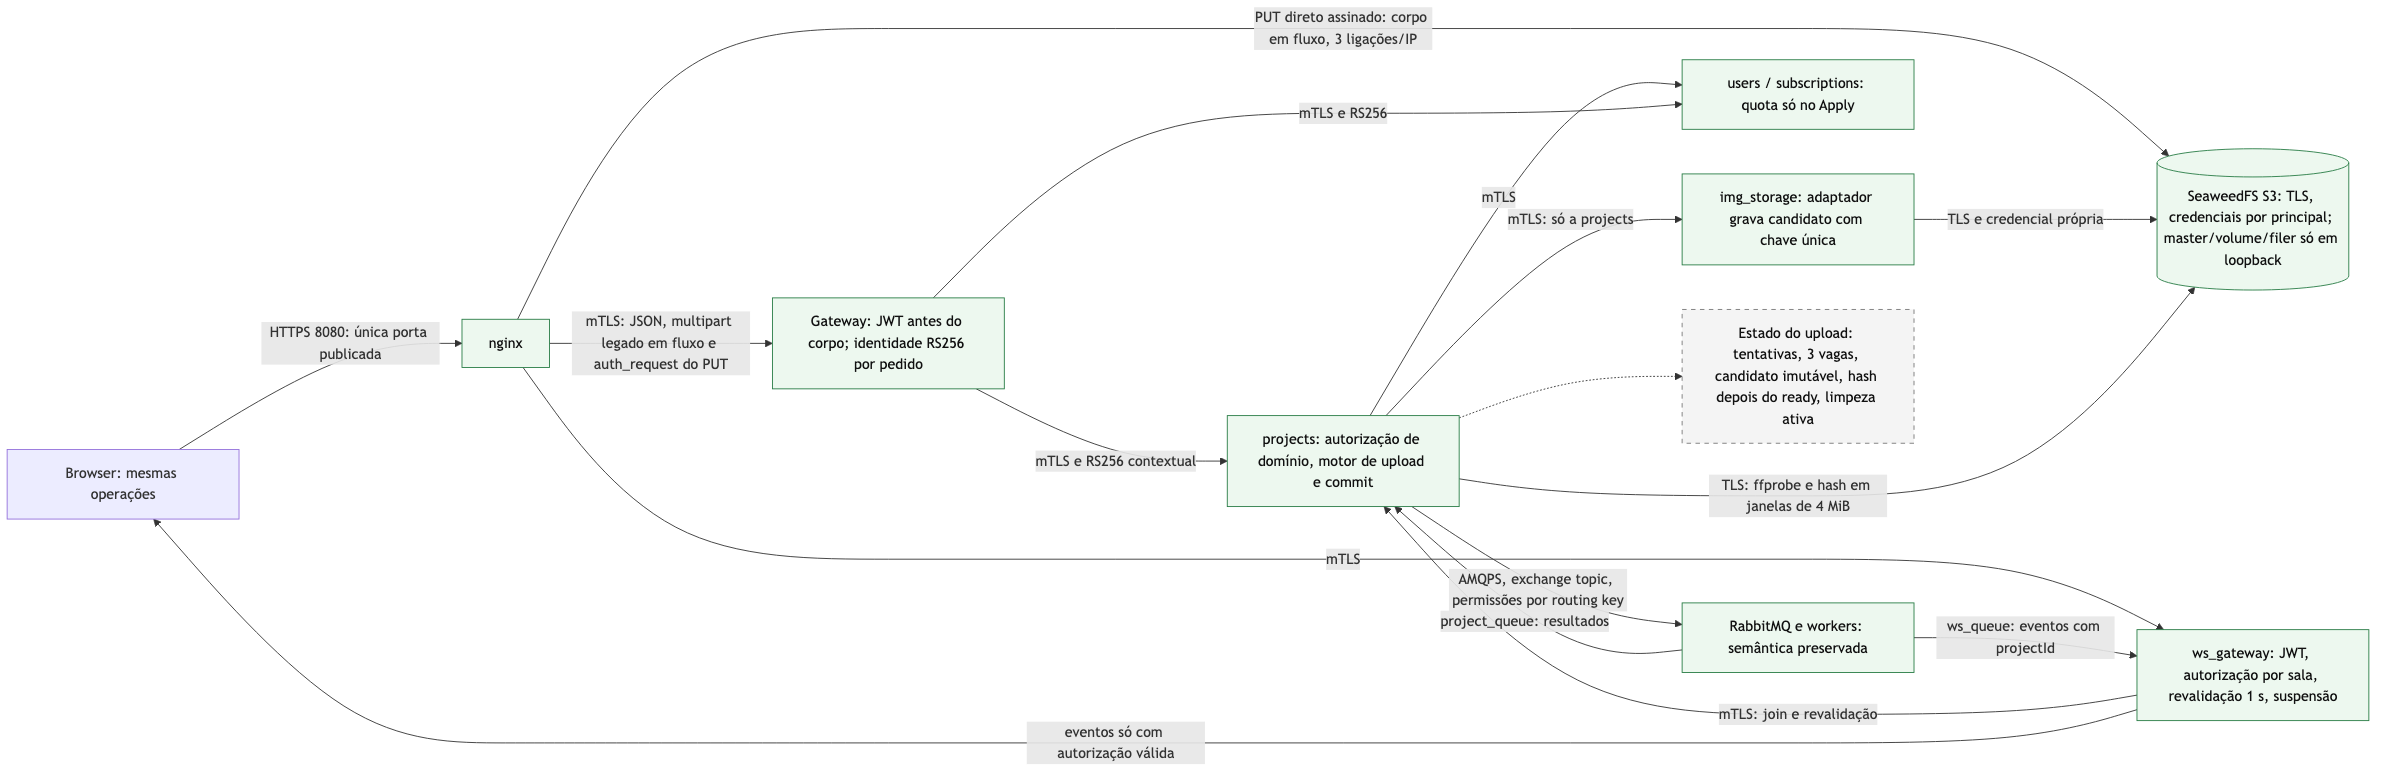 PUT direto assinado: corpo
em fluxo, 3 ligações/IP
users / subscriptions:
quota só no Apply
mTLS e RS256
mTLS
img_storage: adaptador
grava candidato com
chave única
mTLS: só a projects
TLS e credencial própria
SeaweedFS S3: TLS,
credenciais por principal;
master/volume/filer só em
loopback
HTTPS 8080: única porta
publicada
nginx
mTLS: JSON, multipart
legado em fluxo e
auth_request do PUT
Gateway: JWT antes do
corpo; identidade RS256
por pedido
Estado do upload:
tentativas, 3 vagas,
candidato imutável, hash
depois do ready, limpeza
ativa
Browser: mesmas
operações
mTLS e RS256 contextual
projects: autorização de
domínio, motor de upload
e commit
TLS: ffprobe e hash em
janelas de 4 MiB
mTLS
AMQPS, exchange topic,
permissões por routing key
project_queue: resultados
RabbitMQ e workers:
semântica preservada
ws_queue: eventos com
projectId
ws_gateway: JWT,
autorização por sala,
revalidação 1 s, suspensão
mTLS: join e revalidação
eventos só com
autorização válida